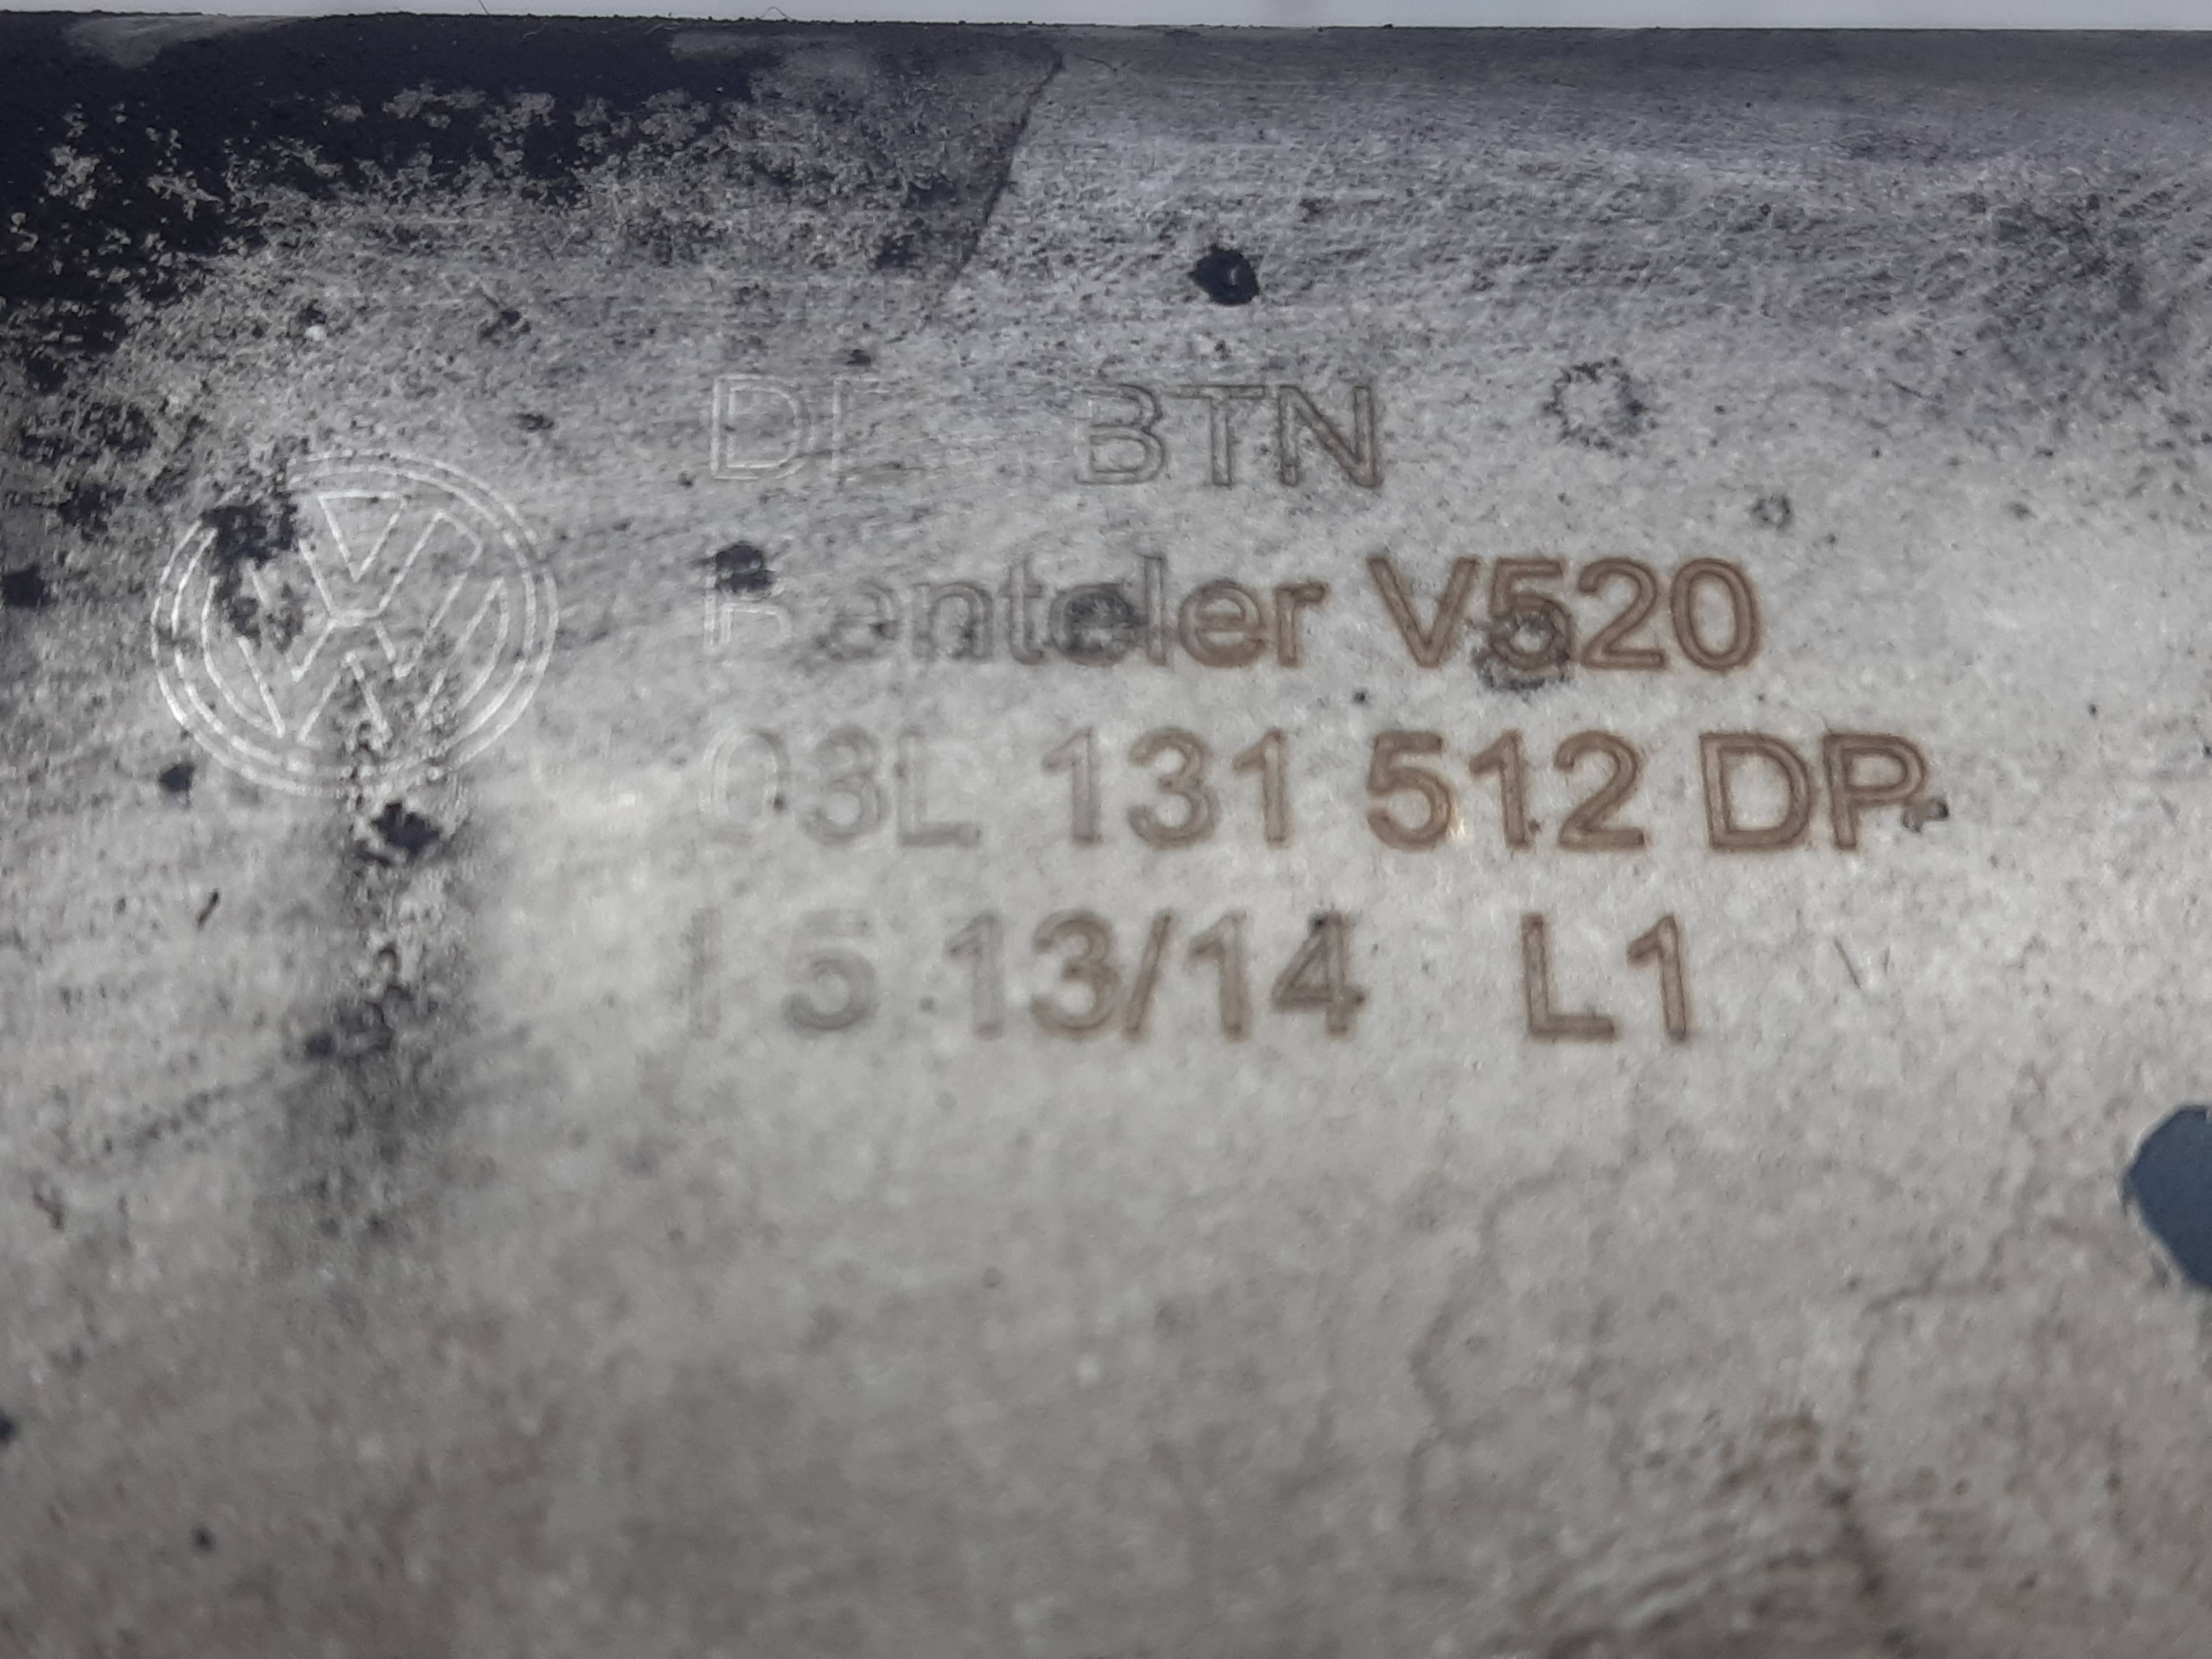 DE BTN
Benteler V520
03L 131 512 DP
I 5 13/14 L1